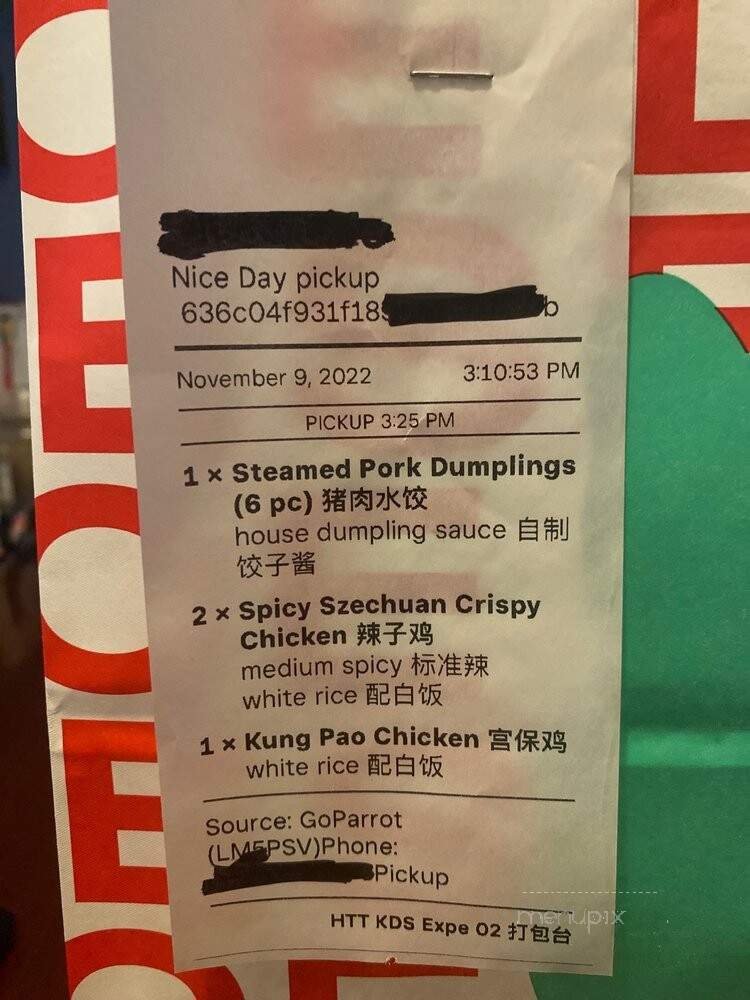 Nice Day pickup
636c04f931f18
b
November 9, 2022 3:10:53 PM
PICKUP 3:25 PM
1 × Steamed Pork Dumplings
(6 pc) 猪肉水饺
house dumpling sauce 自制
饺子酱
2 × Spicy Szechuan Crispy
Chicken 辣子鸡
medium spicy 标准辣
white rice 配白饭
1 × Kung Pao Chicken 宫保鸡
white rice 配白饭
Source: GoParrot
(LM5PSV)Phone:
Pickup
HTT KDS Expe 02 打包台
menupix